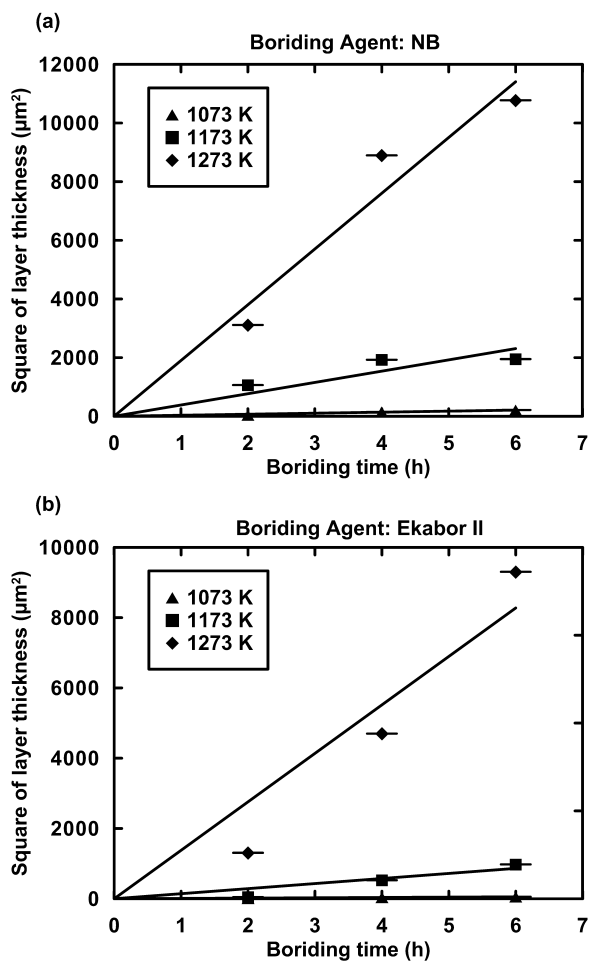 (a)
Boriding Agent: NB
Square of layer thickness (µm²)
12000
10000
8000
6000
4000
2000
0
1073 K
1173 K
1273 K
0 1 2 3 4 5 6 7
Boriding time (h)
(b)
Boriding Agent: Ekabor II
Square of layer thickness (µm²)
10000
8000
6000
4000
2000
0
1073 K
1173 K
1273 K
0 1 2 3 4 5 6 7
Boriding time (h)